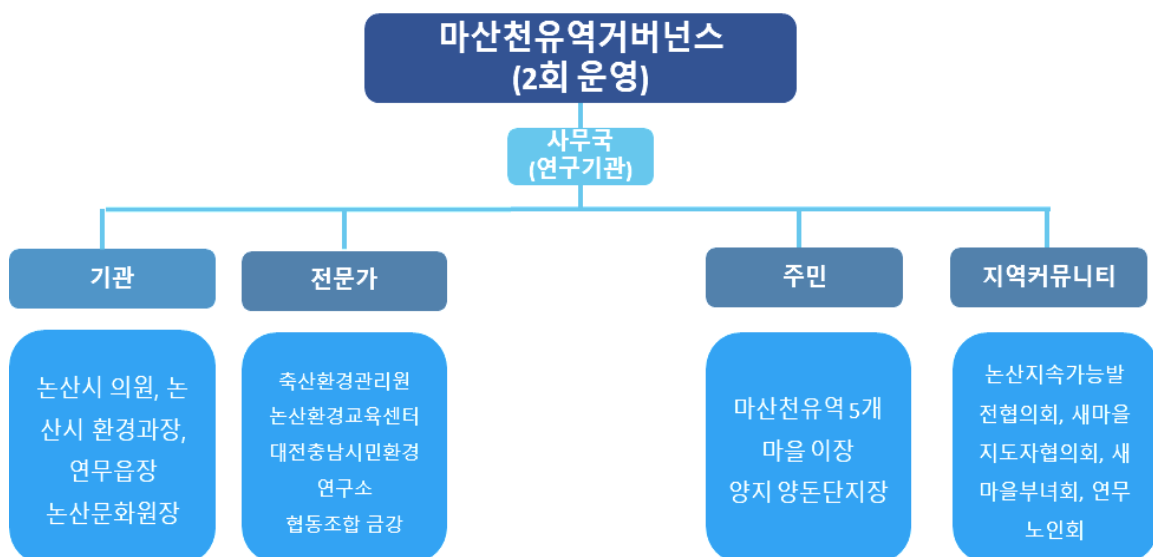 마산천유역거버넌스
(2회 운영)
사무국
(연구기관)
기관
전문가
주민
지역커뮤니티
논산시 의원, 논
산시 환경과장,
연무읍장
논산문화원장
축산환경관리원
논산환경교육센터
대전충남시민환경
연구소
협동조합 금강
마산천유역 5개
마을 이장
양지 양돈단지장
논산지속가능발
전협의회, 새마을
지도자협의회, 새
마을부녀회, 연무
노인회